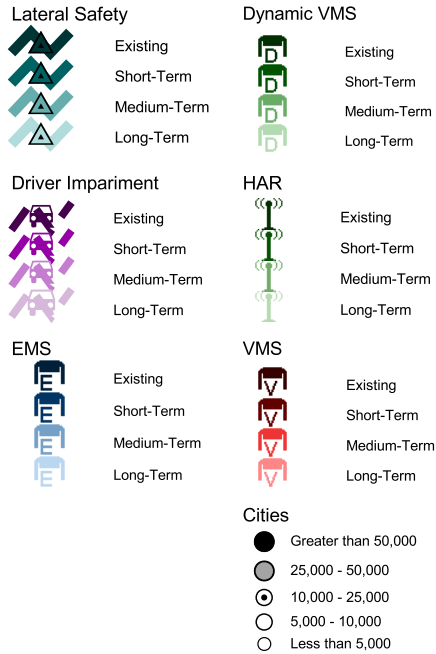 Lateral Safety
Existing
Short-Term
Medium-Term
Long-Term
Dynamic VMS
D Existing
D Short-Term
D Medium-Term
D Long-Term
Driver Impariment
Existing
Short-Term
Medium-Term
Long-Term
HAR
Existing
Short-Term
Medium-Term
Long-Term
EMS
E Existing
E Short-Term
E Medium-Term
E Long-Term
VMS
V Existing
V Short-Term
V Medium-Term
V Long-Term
Cities
Greater than 50,000
25,000 - 50,000
10,000 - 25,000
5,000 - 10,000
Less than 5,000